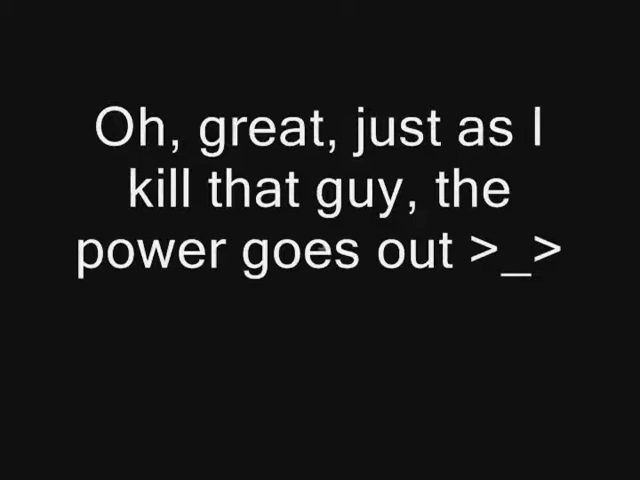 Oh, great, just as I
kill that guy, the
power goes out >_>